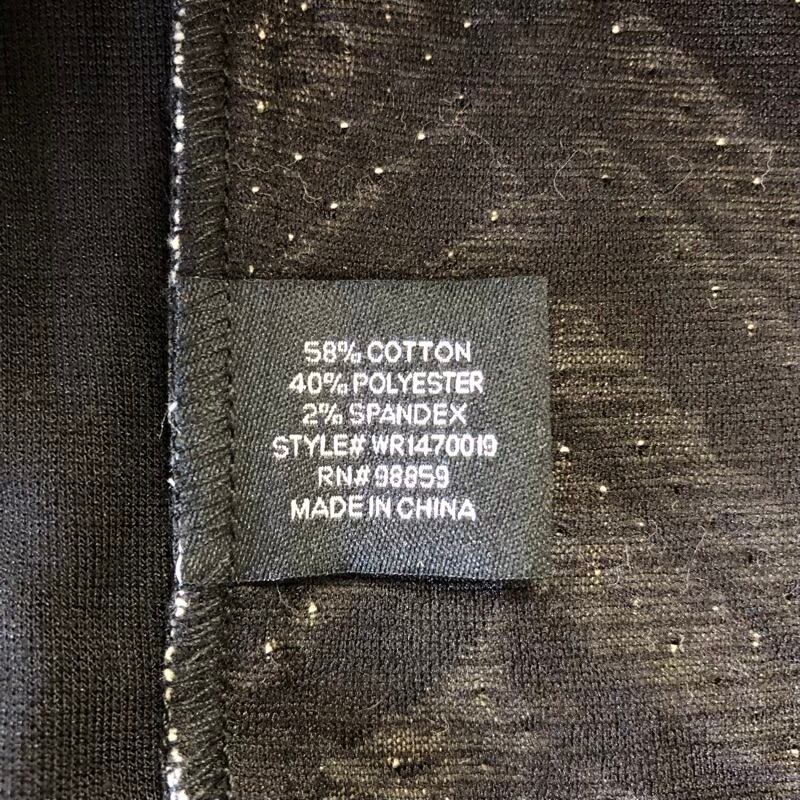 58% COTTON
40% POLYESTER
2% SPANDEX
STYLE# WR1470019
RN# 98859
MADE IN CHINA